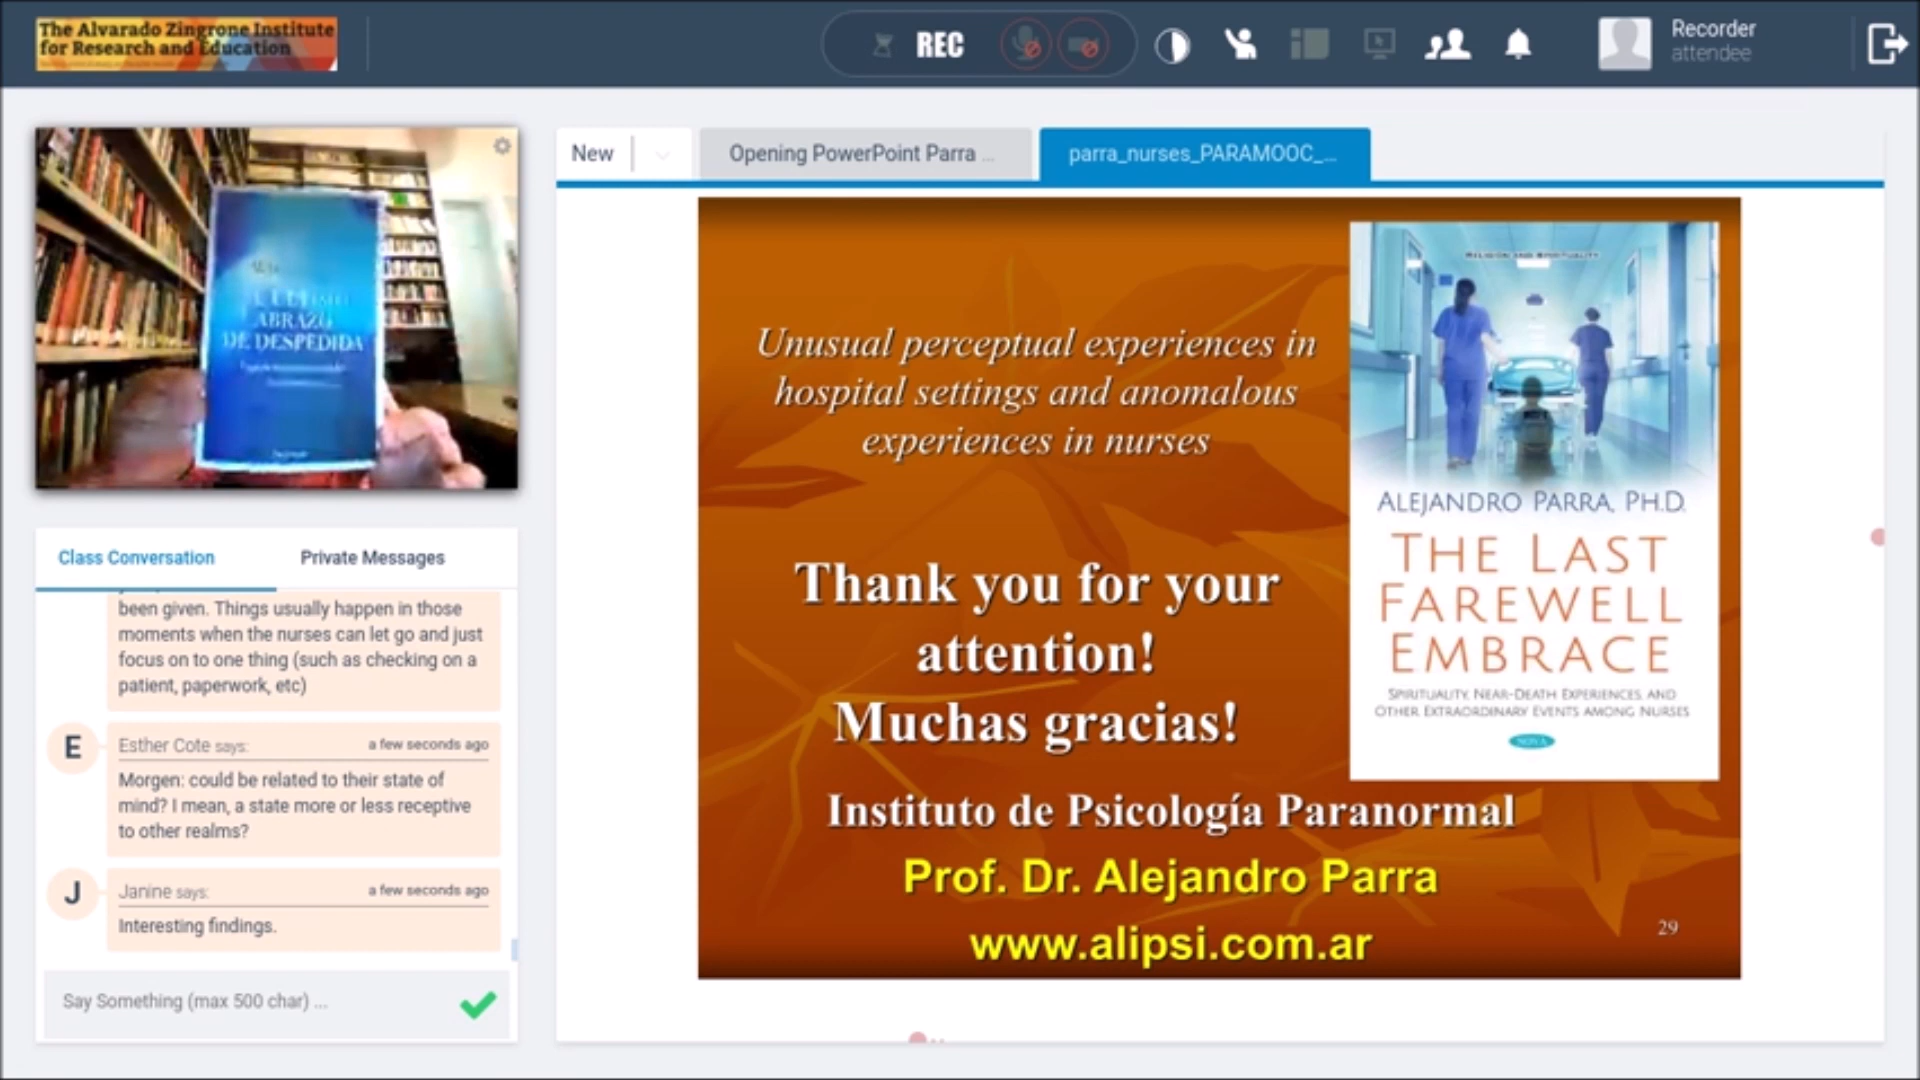 The Alvarado Zingrone Institute
for Research and Education
REC
Recorder
attendee
ABRAZO
DE DESPEDIDA
New
Opening PowerPoint Parra ...
parra_nurses_PARAMOOC_...
Class Conversation
Private Messages
been given. Things usually happen in those
moments when the nurses can let go and just
focus on to one thing (such as checking on a
patient, paperwork, etc)
E
Esther Cote says:
a few seconds ago
Morgen: could be related to their state of
mind? I mean, a state more or less receptive
to other realms?
J
Janine says:
a few seconds ago
Interesting findings.
Say Something (max 500 char) ...
Unusual perceptual experiences in
hospital settings and anomalous
experiences in nurses
Thank you for your
attention!
Muchas gracias!
Instituto de Psicología Paranormal
Prof. Dr. Alejandro Parra
www.alipsi.com.ar
29
RELIGION AND SPIRITUALITY
ALEJANDRO PARRA, PH.D.
THE LAST
FAREWELL
EMBRACE
SPIRITUALITY, NEAR-DEATH EXPERIENCES, AND
OTHER EXTRAORDINARY EVENTS AMONG NURSES
NOVA